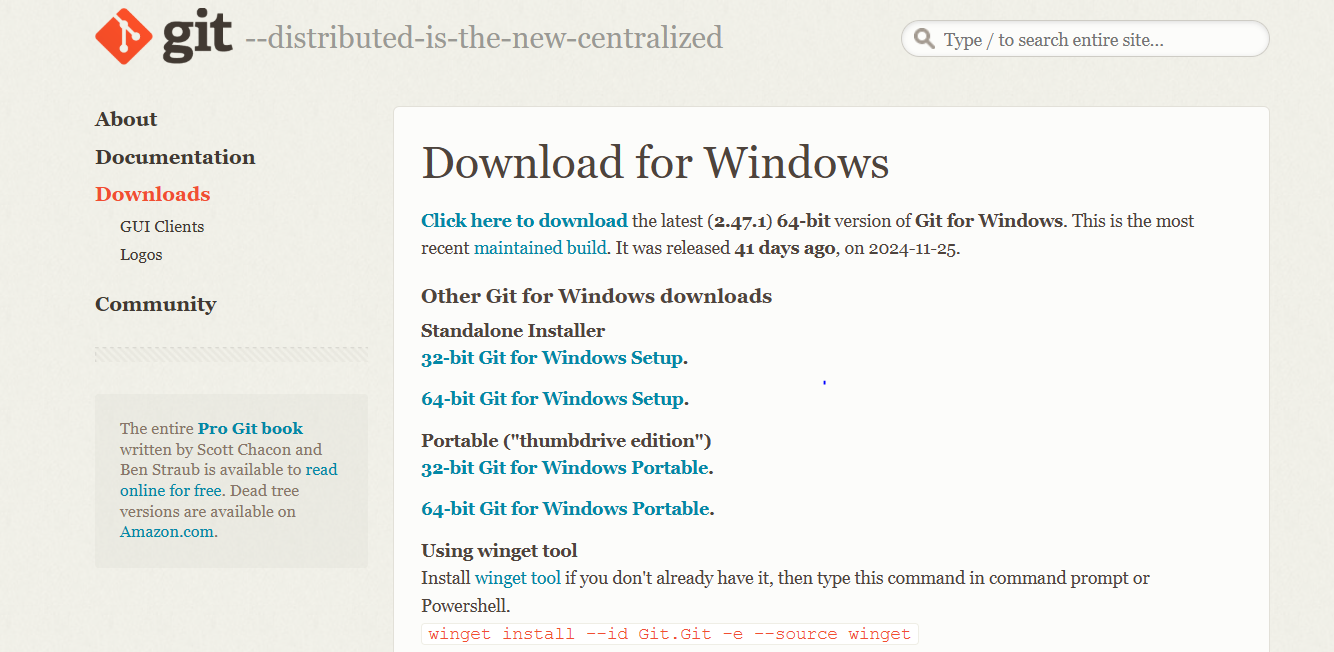 git --distributed-is-the-new-centralized
Type / to search entire site...
About
Documentation
Downloads
GUI Clients
Logos
Community
The entire Pro Git book
written by Scott Chacon and
Ben Straub is available to read
online for free. Dead tree
versions are available on
Amazon.com.
Download for Windows
Click here to download the latest (2.47.1) 64-bit version of Git for Windows. This is the most
recent maintained build. It was released 41 days ago, on 2024-11-25.
Other Git for Windows downloads
Standalone Installer
32-bit Git for Windows Setup.
64-bit Git for Windows Setup.
Portable ("thumbdrive edition")
32-bit Git for Windows Portable.
64-bit Git for Windows Portable.
Using winget tool
Install winget tool if you don't already have it, then type this command in command prompt or
Powershell.
winget install --id Git.Git -e --source winget